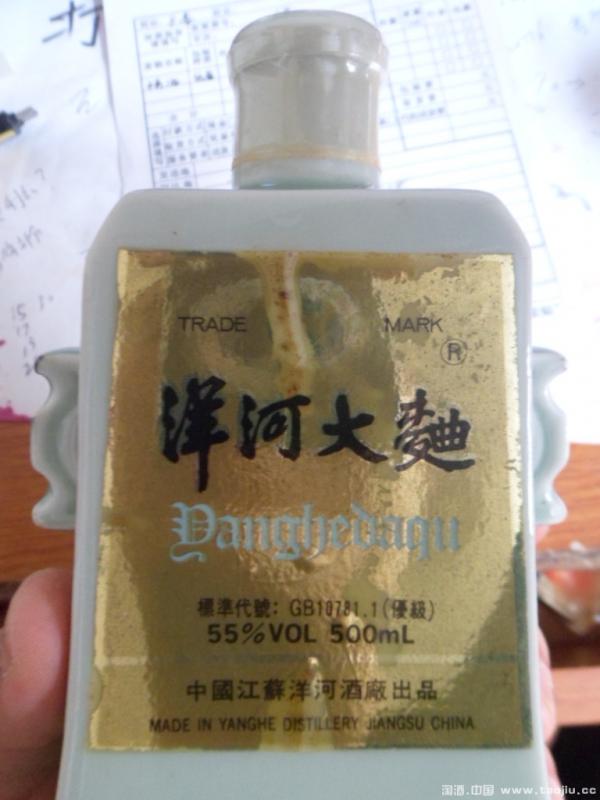 TRADE MARK
®
洋河大麯
Yanghedaqu
標準代號: GB10781.1(優級)
55%VOL 500mL
中國江蘇洋河酒廠出品
MADE IN YANGHE DISTILLERY JIANGSU CHINA
淘酒.中国 www.taojiu.cc